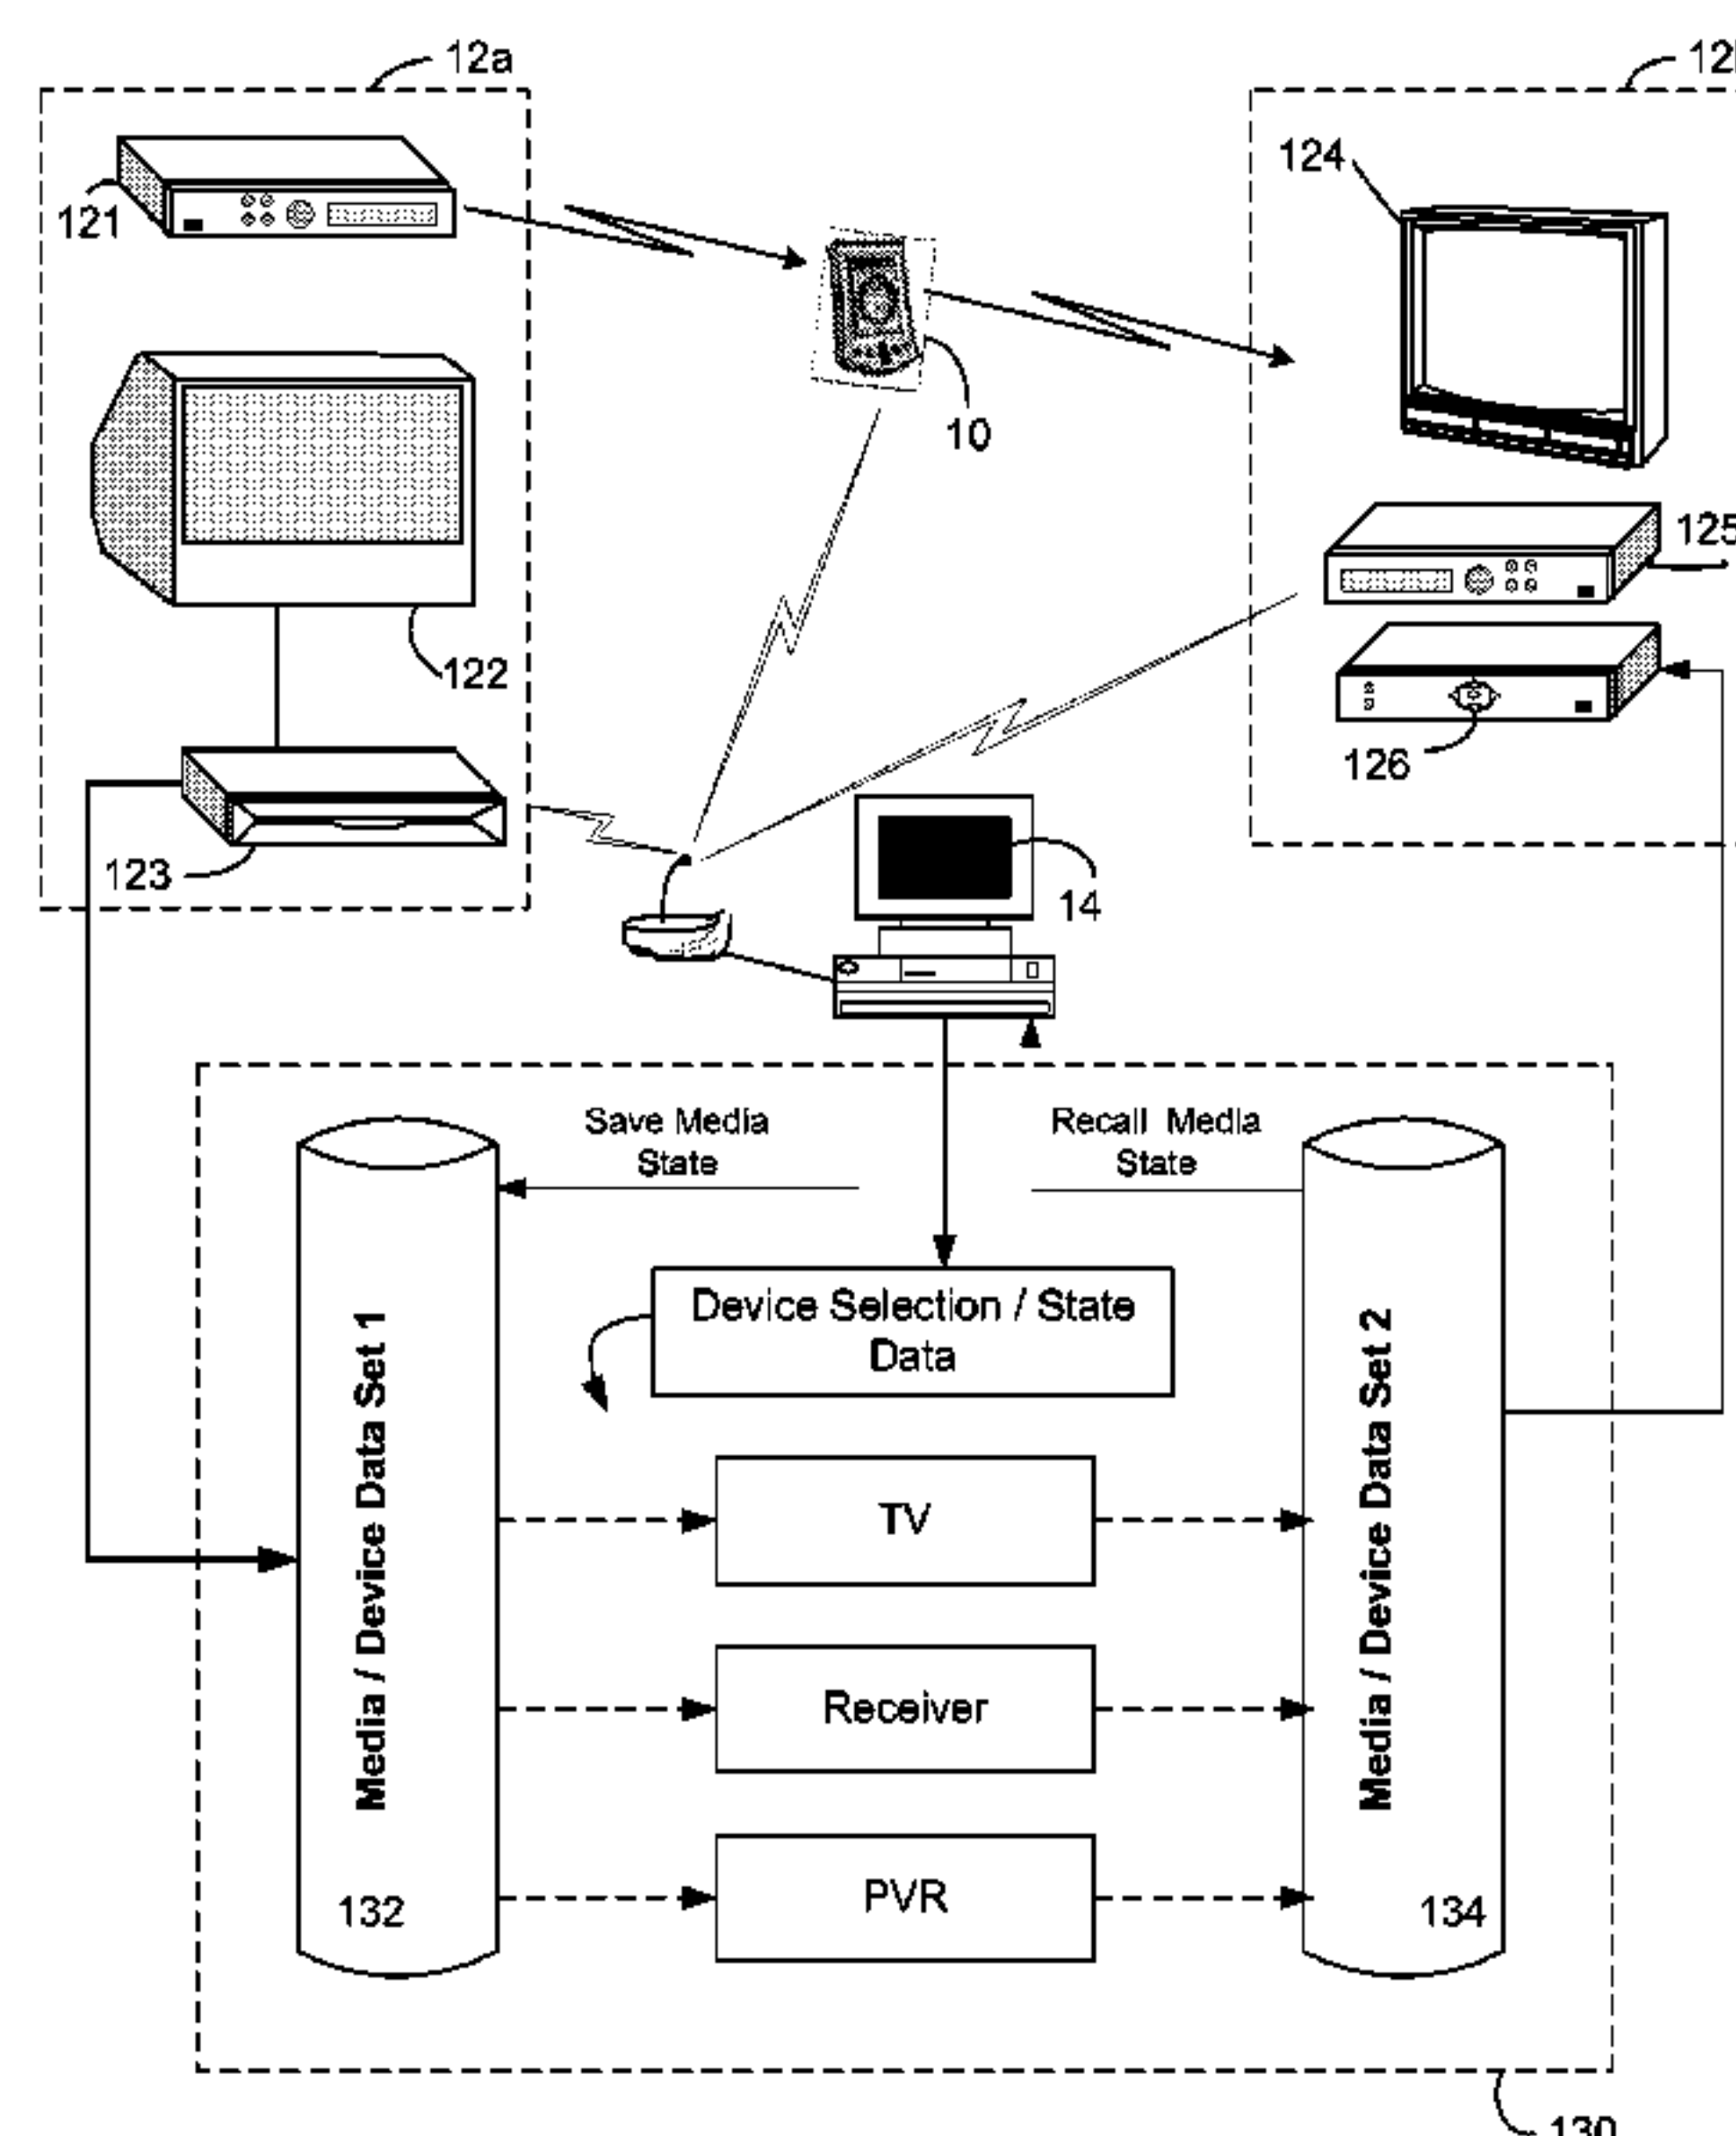 12a
121
122
123
10
124
125
126
14
Save Media
State
Recall Media
State
Device Selection / State
Data
Media / Device Data Set 1
132
TV
Receiver
PVR
Media / Device Data Set 2
134
130